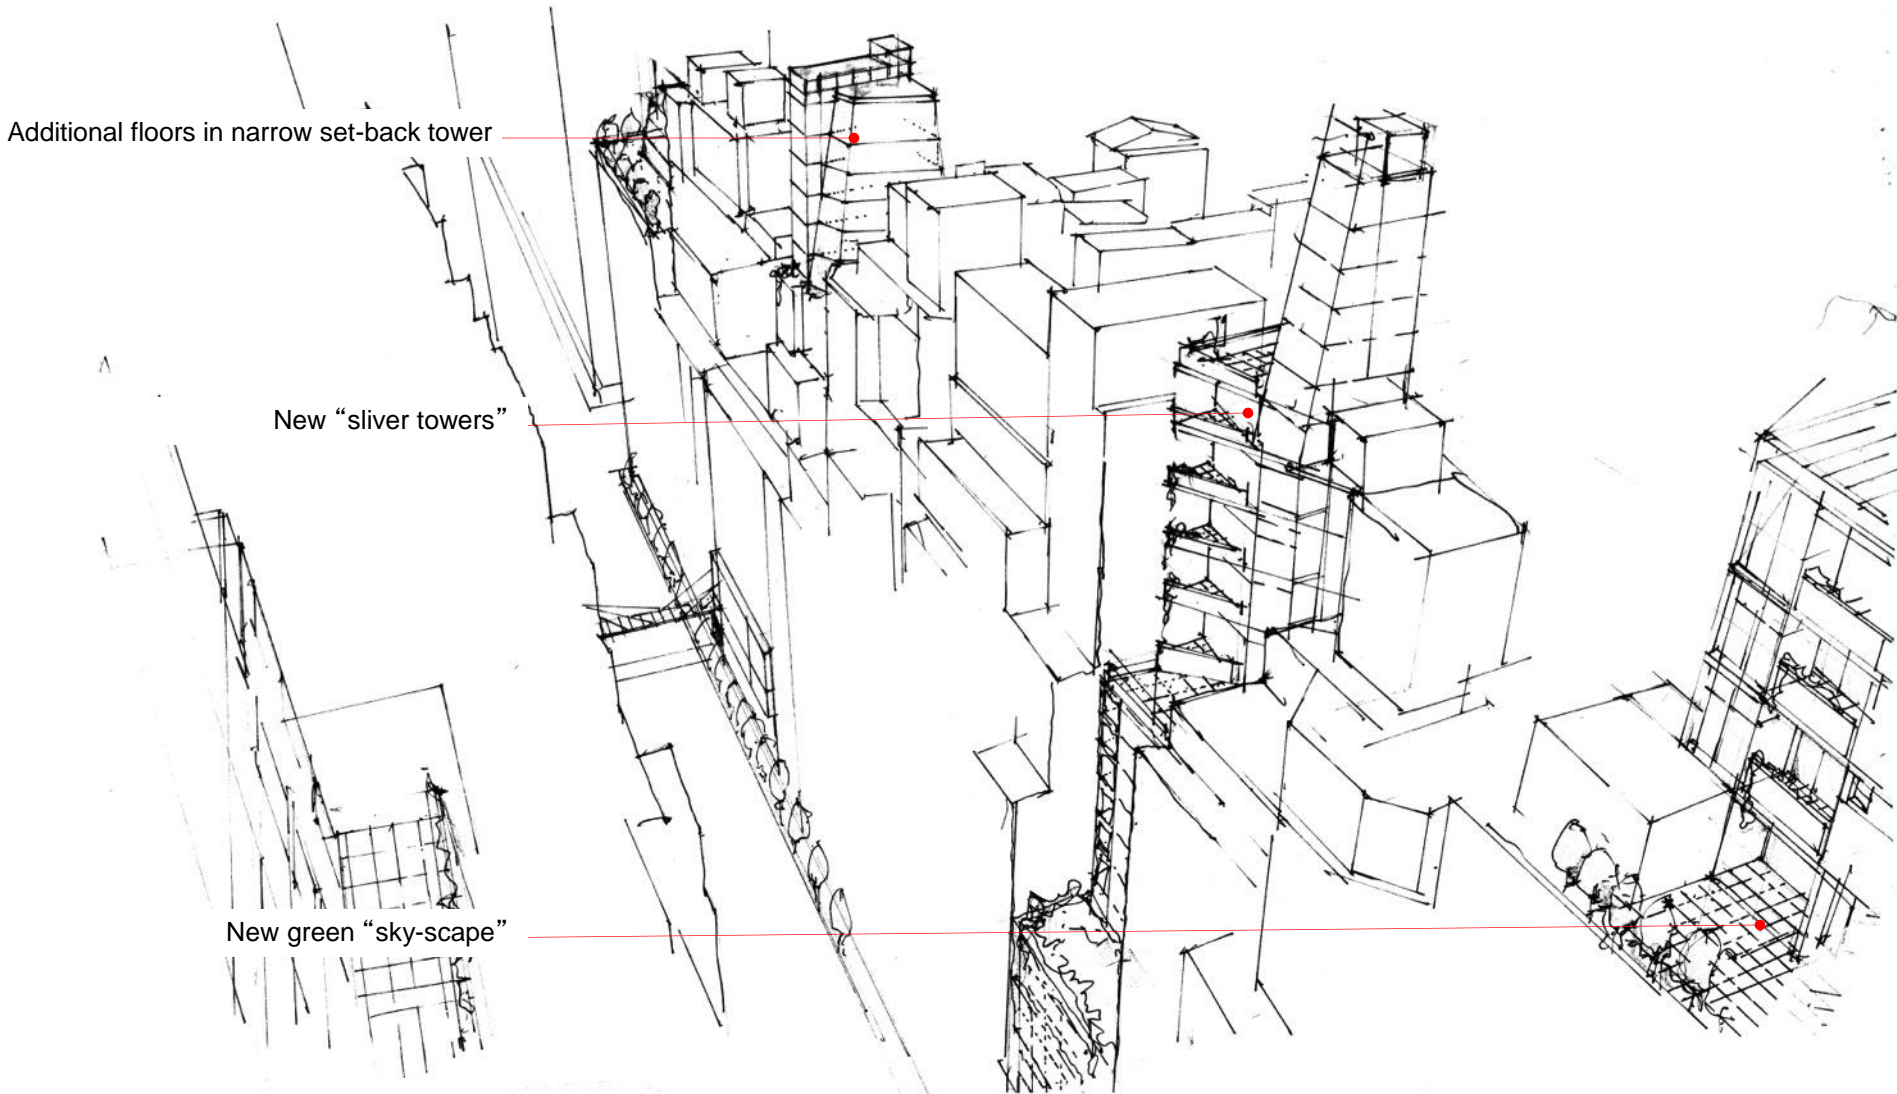 Additional floors in narrow set-back tower
New “sliver towers”
New green “sky-scape”